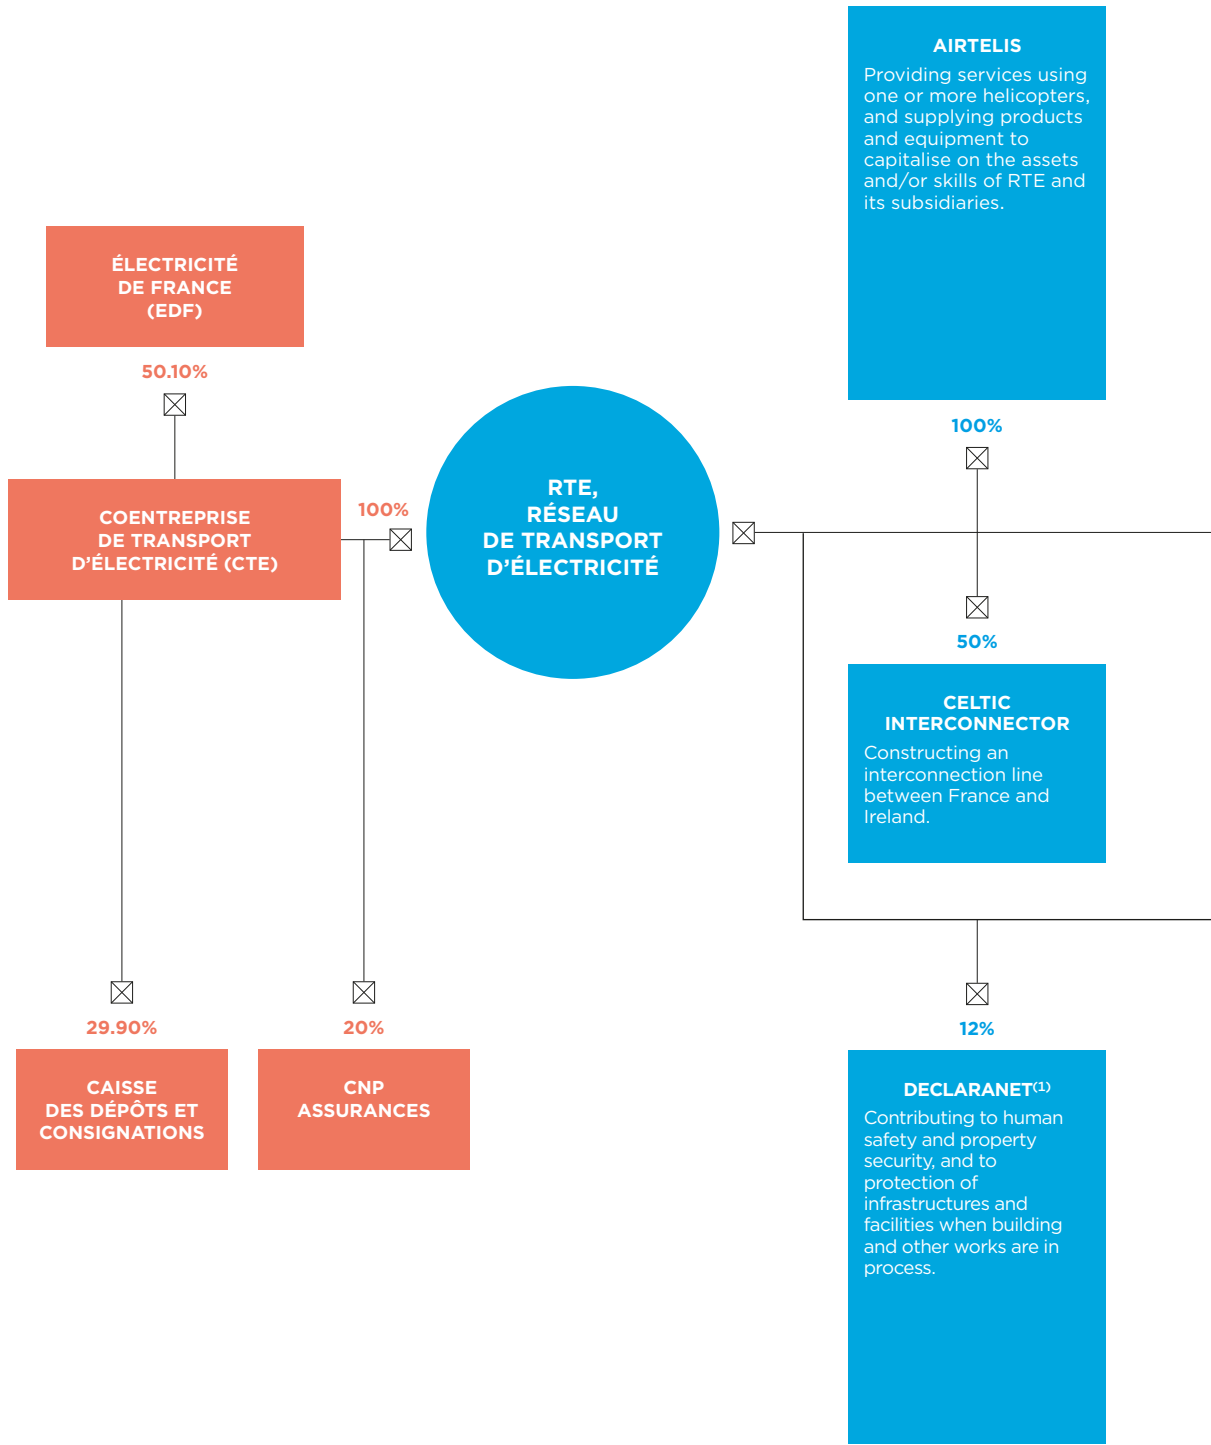 ÉLECTRICITÉ
DE FRANCE
(EDF)
50.10%
COENTREPRISE
DE TRANSPORT
D'ÉLECTRICITÉ (CTE)
100%
29.90%
CAISSE
DES DÉPÔTS ET
CONSIGNATIONS
20%
CNP
ASSURANCES
RTE,
RÉSEAU
DE TRANSPORT
D'ÉLECTRICITÉ
AIRTELIS
Providing services using
one or more helicopters,
and supplying products
and equipment to
capitalise on the assets
and/or skills of RTE and
its subsidiaries.
100%
50%
CELTIC
INTERCONNECTOR
Constructing an
interconnection line
between France and
Ireland.
12%
DECLARANET(1)
Contributing to human
safety and property
security, and to
protection of
infrastructures and
facilities when building
and other works are in
process.